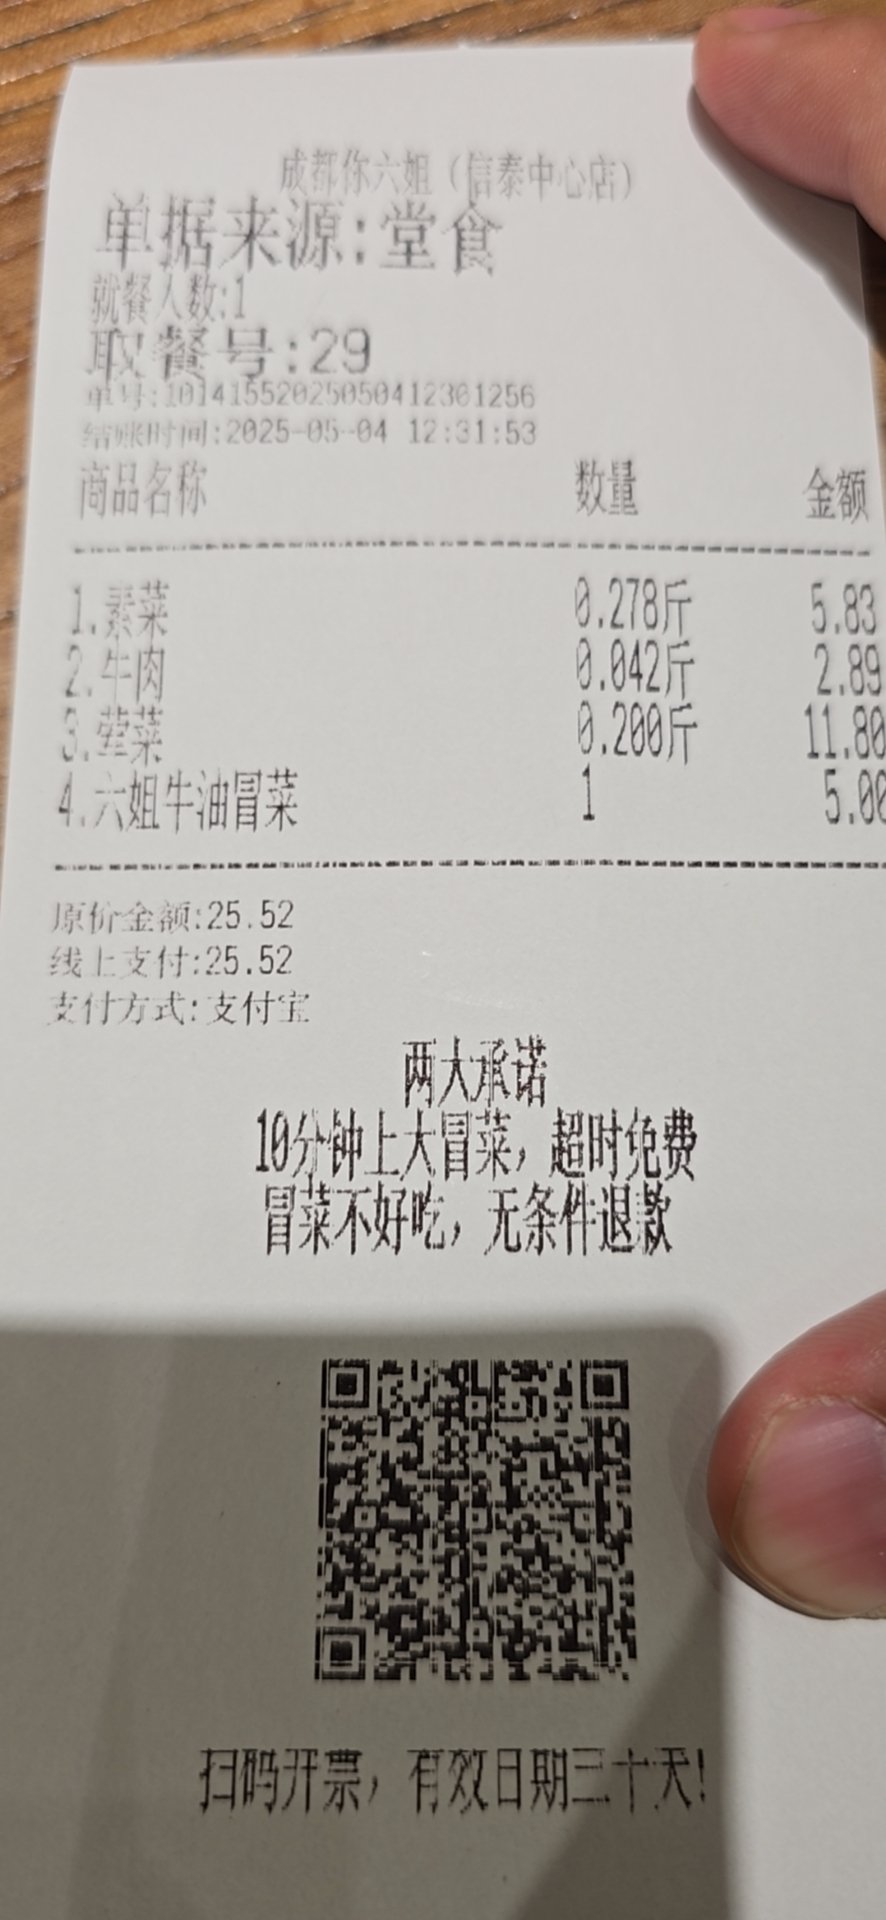 成都你六姐（信泰中心店）
单据来源:堂食
就餐人数:1
取餐号:29
单号:10141552025050412301256
结账时间:2025-05-04 12:31:53
商品名称 数量 金额
1.素菜 0.278斤 5.83
2.牛肉 0.042斤 2.89
3.荤菜 0.200斤 11.80
4.六姐牛油冒菜 1 5.00
原价金额:25.52
线上支付:25.52
支付方式:支付宝
两大承诺
10分钟上大冒菜，超时免费
冒菜不好吃，无条件退款
扫码开票，有效日期三十天!